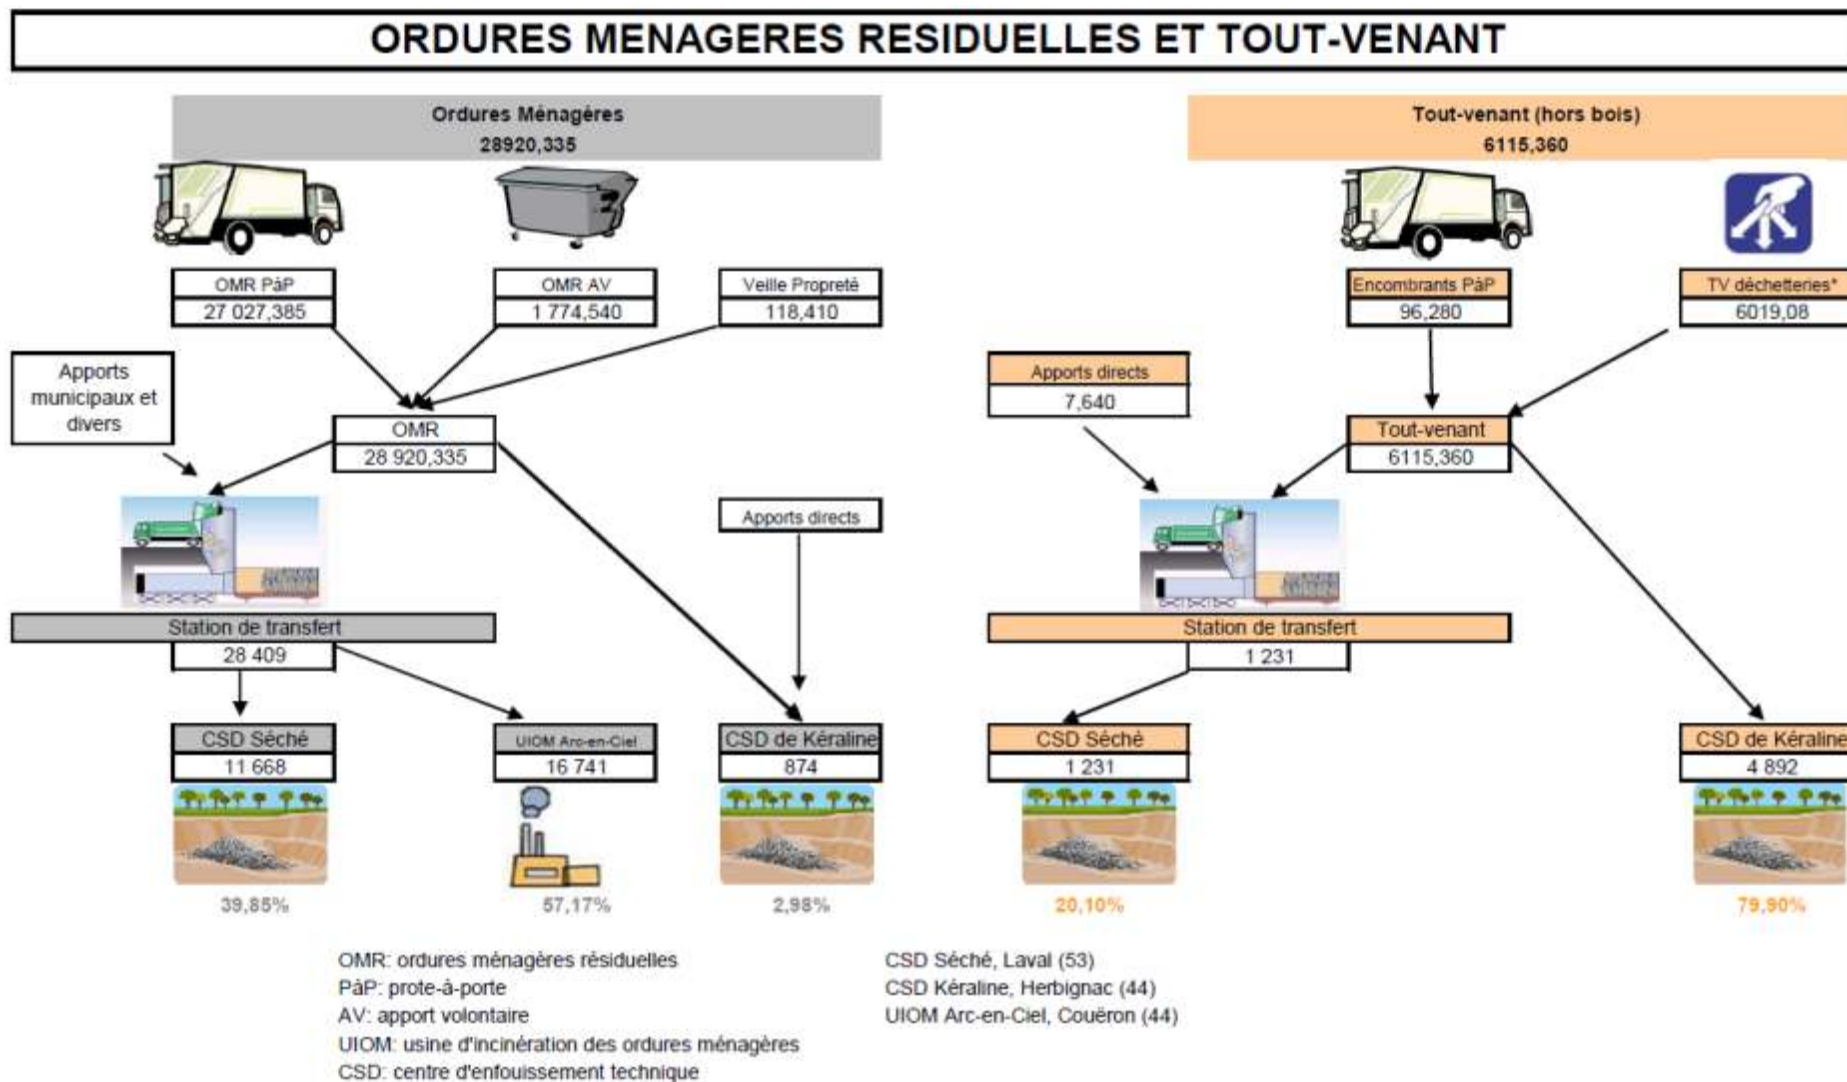 ORDURES MENAGERES RESIDUELLES ET TOUT-VENANT
Ordures Ménagères
28920,335
Tout-venant (hors bois)
6115,360
OMR PàP
27 027,385
OMR AV
1 774,540
Veille Propreté
118,410
Encombrants PàP
96,280
TV déchetteries*
6019,08
Apports
municipaux et
divers
OMR
28 920,335
Apports directs
7,640
Tout-venant
6115,360
Apports directs
Station de transfert
28 409
Station de transfert
1 231
CSD Séché
11 668
UIOM Arc-en-Ciel
16 741
CSD de Kéraline
874
CSD Séché
1 231
CSD de Kéraline
4 892
39,85%
57,17%
2,98%
20,10%
79,90%
OMR: ordures ménagères résiduelles
PàP: prote-à-porte
AV: apport volontaire
UIOM: usine d'incinération des ordures ménagères
CSD: centre d'enfouissement technique
CSD Séché, Laval (53)
CSD Kéraline, Herbignac (44)
UIOM Arc-en-Ciel, Couëron (44)